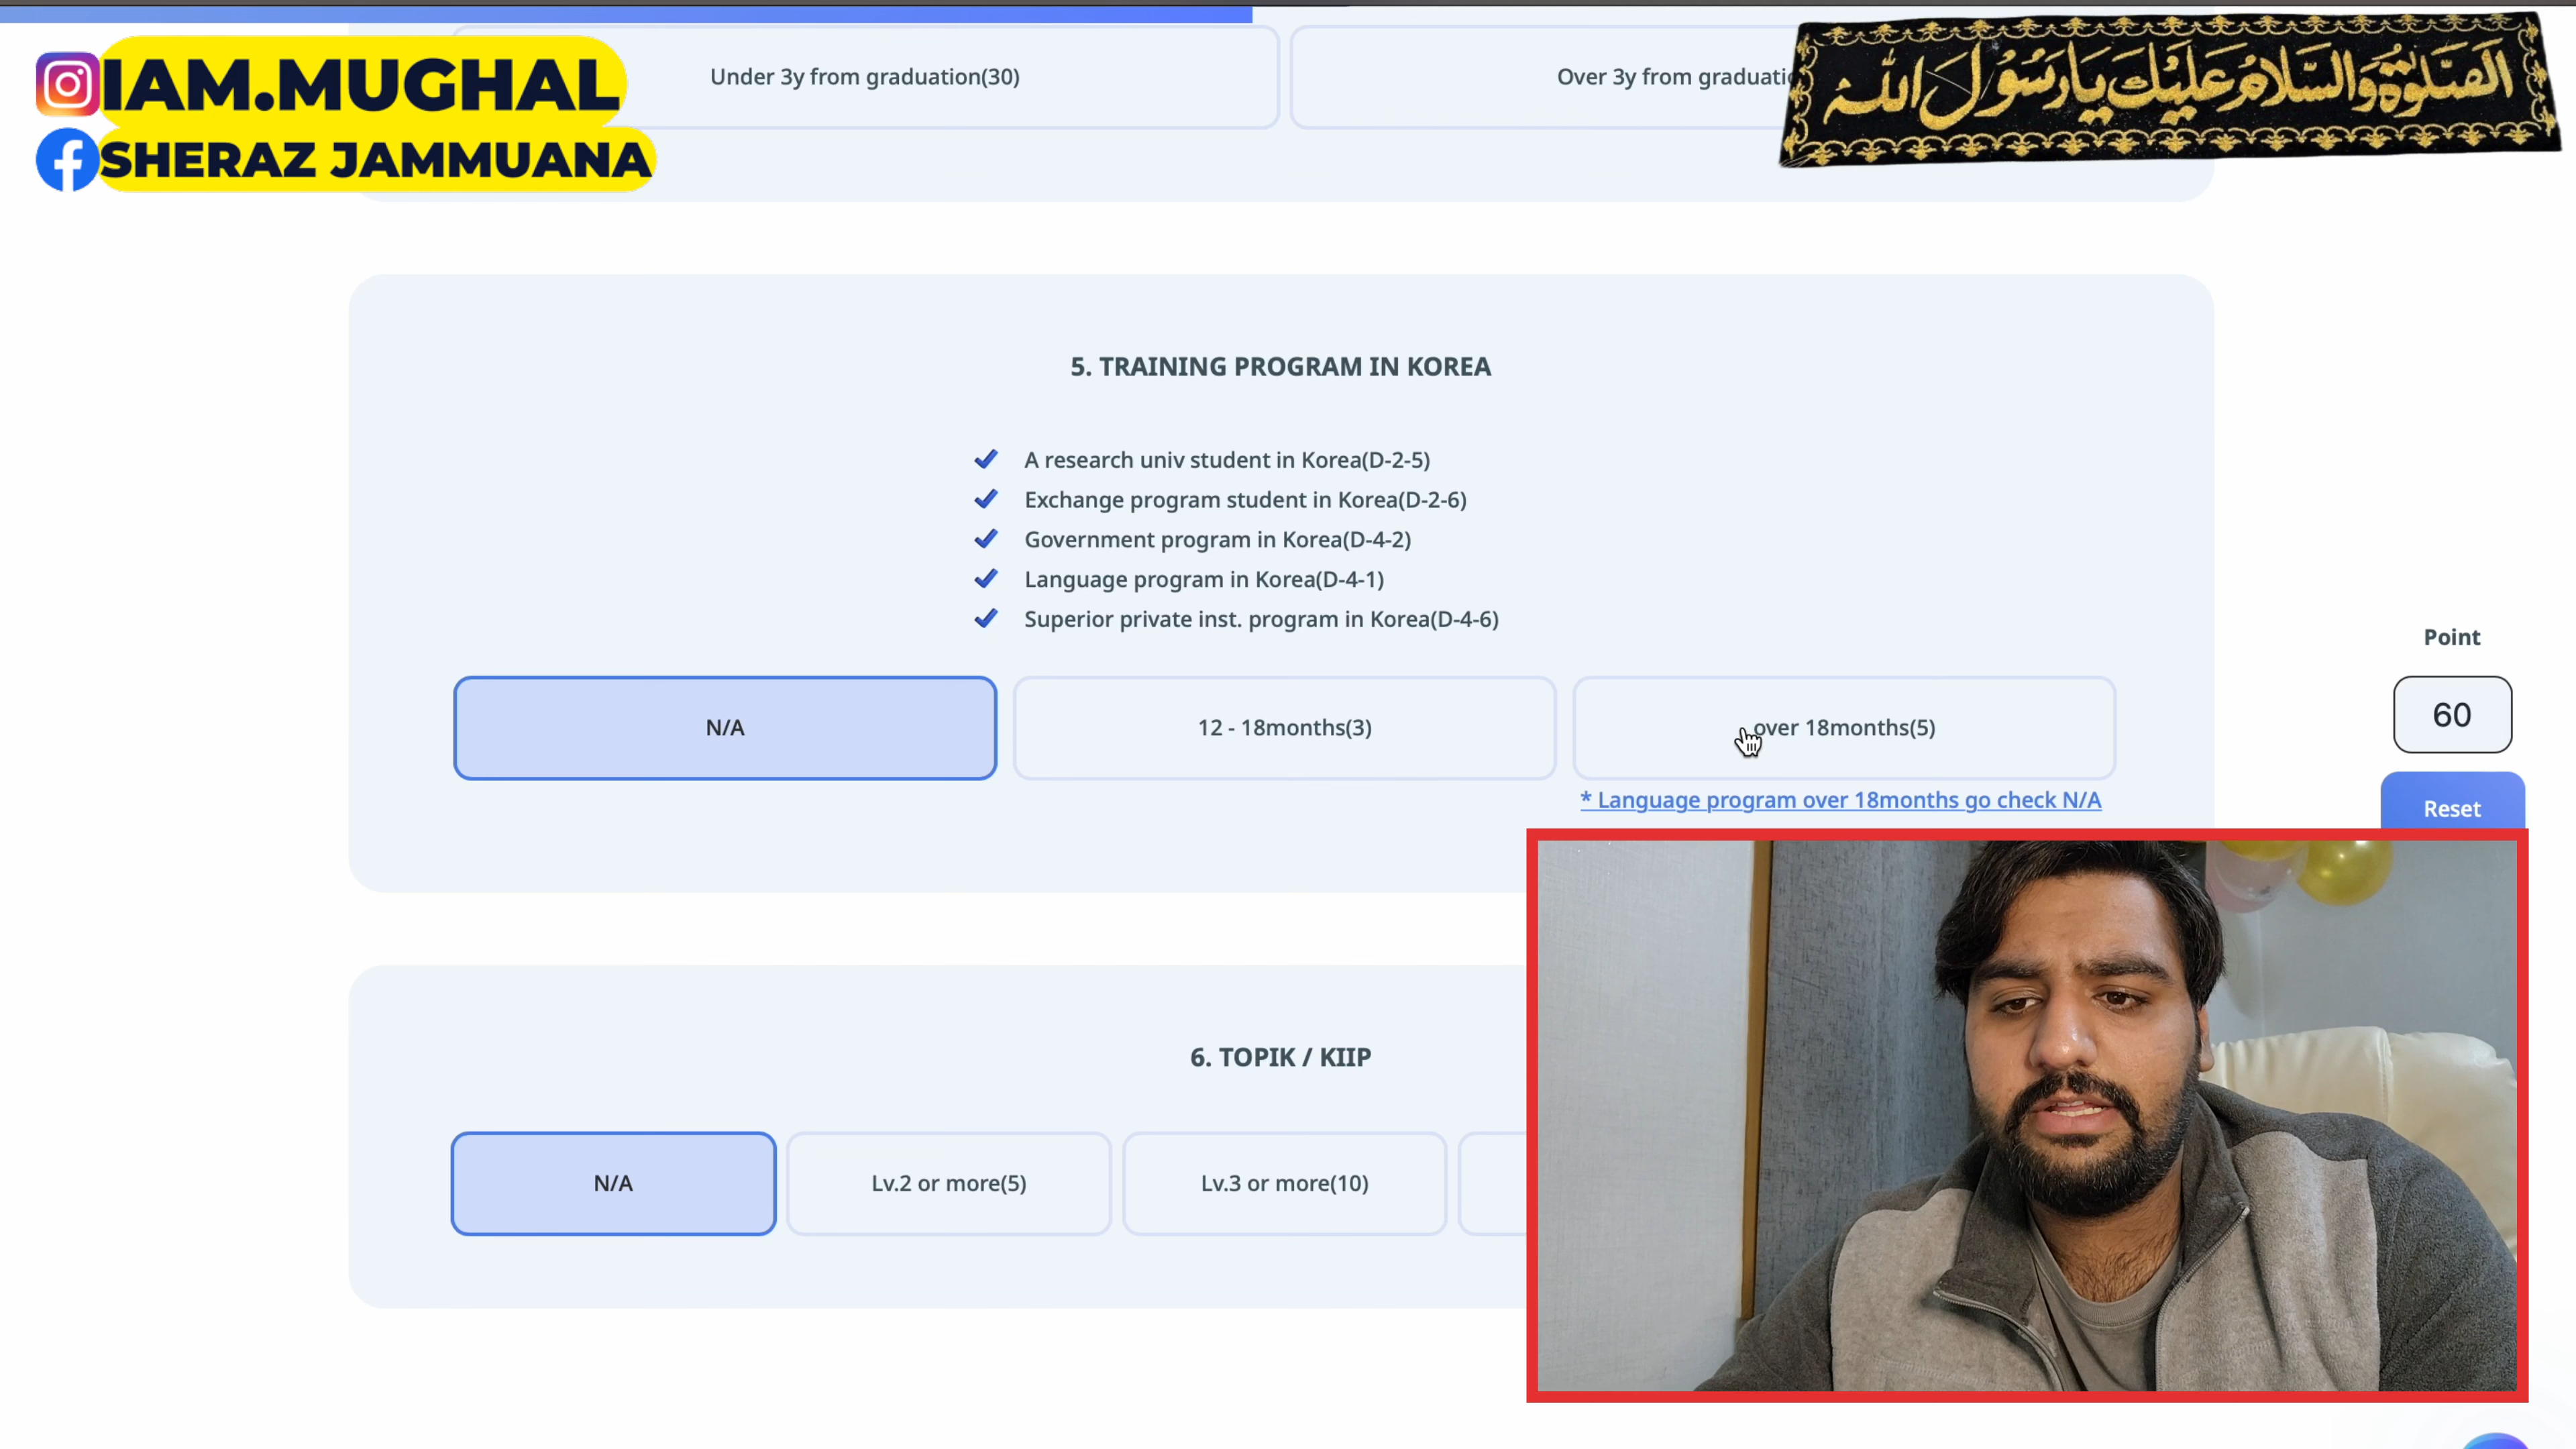 IAM.MUGHAL
SHERAZ JAMMUANA
Under 3y from graduation(30)
Over 3y from
الصلوٰۃ والسلام علیک یا رسول اللہ
5. TRAINING PROGRAM IN KOREA
A research univ student in Korea(D-2-5)
Exchange program student in Korea(D-2-6)
Government program in Korea(D-4-2)
Language program in Korea(D-4-1)
Superior private inst. program in Korea(D-4-6)
N/A
12 - 18months(3)
over 18months(5)
* Language program over 18months go check N/A
Point
60
Reset
6. TOPIK / KIIP
N/A
Lv.2 or more(5)
Lv.3 or more(10)